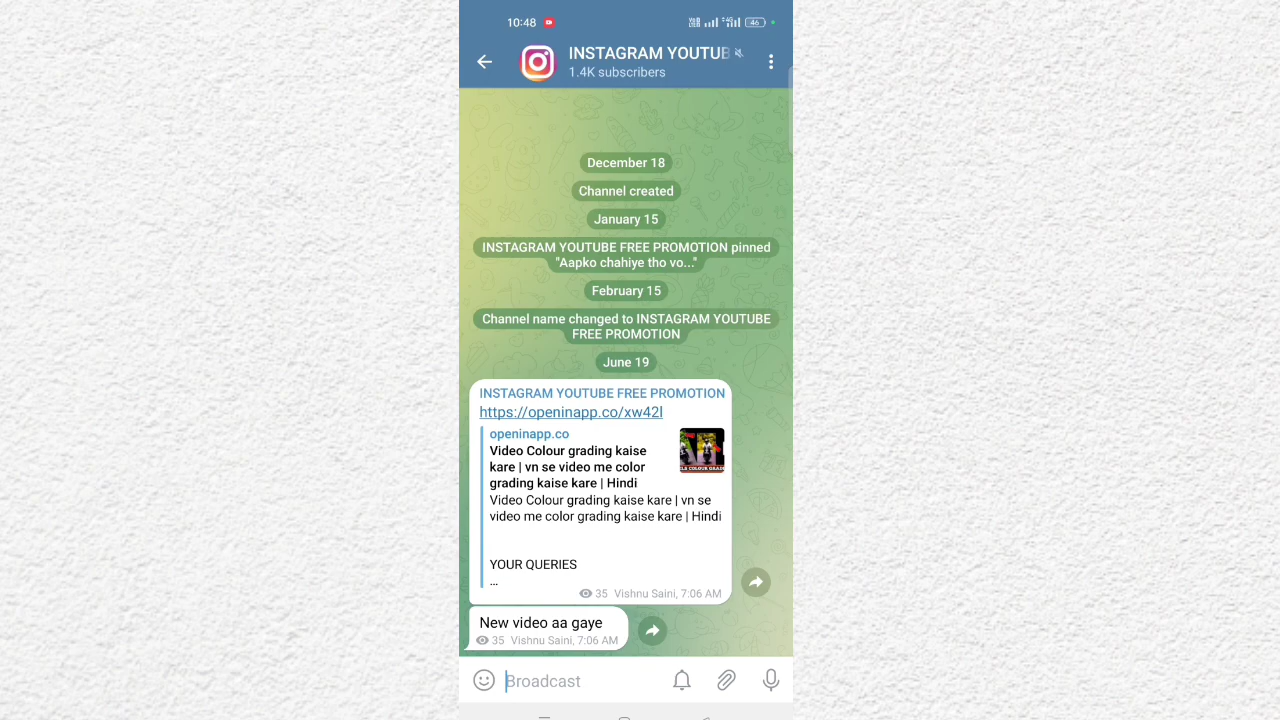 10:48
46
INSTAGRAM YOUTUB
1.4K subscribers
December 18
Channel created
January 15
INSTAGRAM YOUTUBE FREE PROMOTION pinned
"Aapko chahiye tho vo..."
February 15
Channel name changed to INSTAGRAM YOUTUBE
FREE PROMOTION
June 19
INSTAGRAM YOUTUBE FREE PROMOTION
https://openinapp.co/xw42l
openinapp.co
Video Colour grading kaise
kare | vn se video me color
grading kaise kare | Hindi
Video Colour grading kaise kare | vn se
video me color grading kaise kare | Hindi
YOUR QUERIES
...
35 Vishnu Saini, 7:06 AM
New video aa gaye
35 Vishnu Saini, 7:06 AM
Broadcast